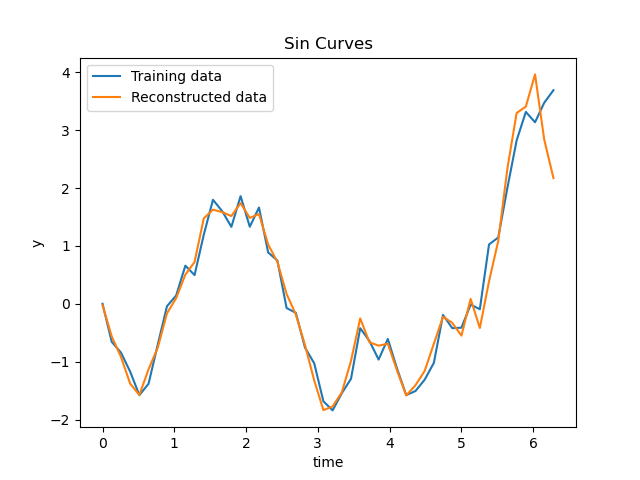 Sin Curves
Training data
Reconstructed data
y
4
3
2
1
0
−1
−2
0 1 2 3 4 5 6
time